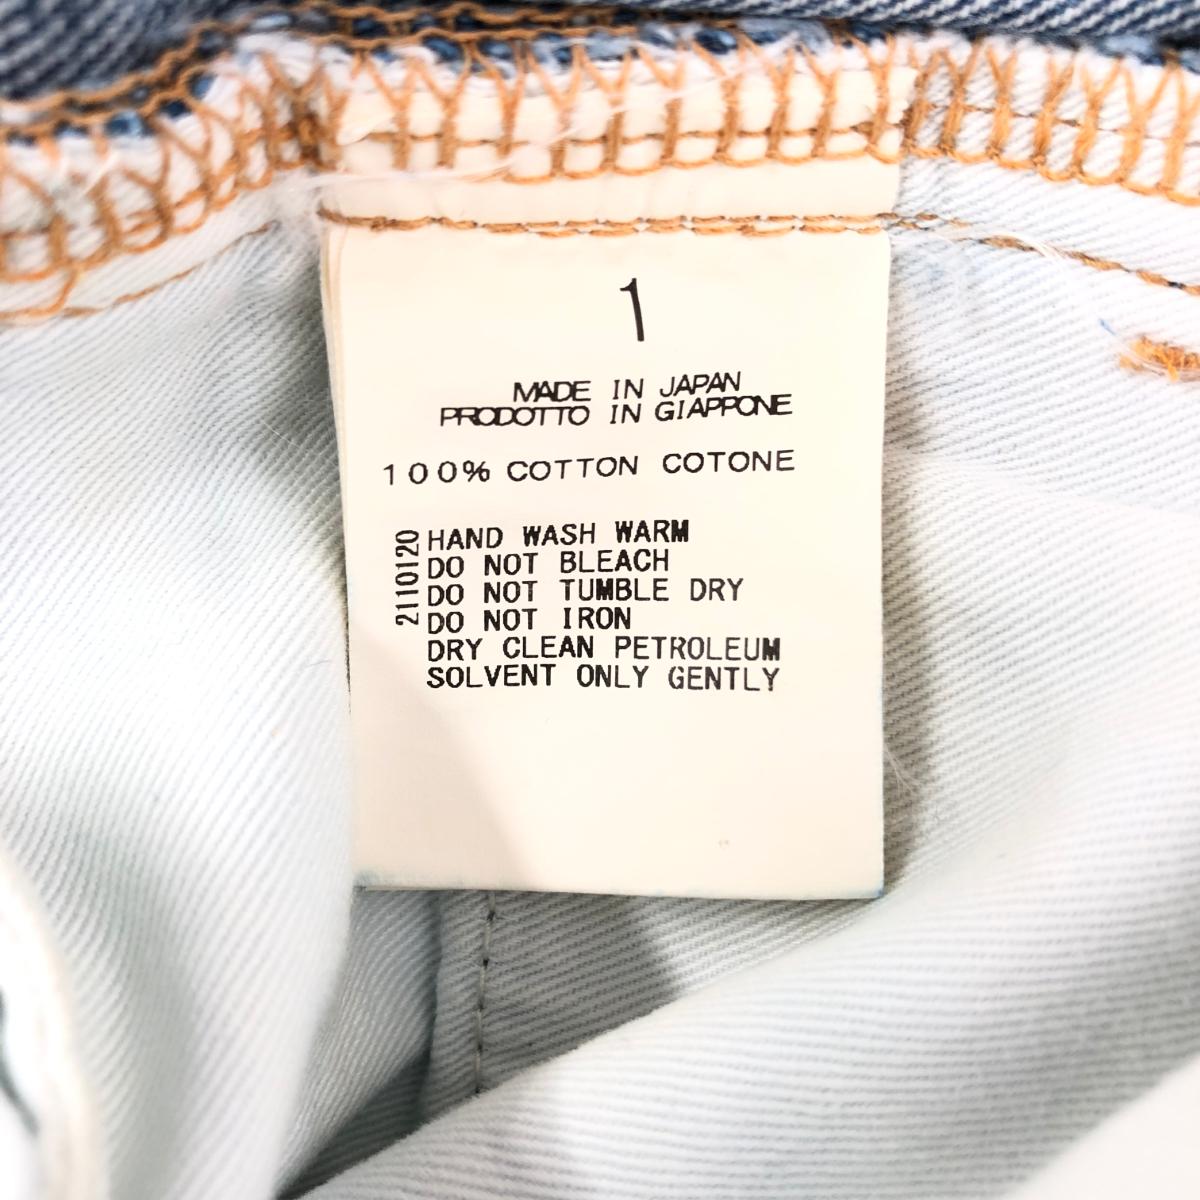 1
MADE IN JAPAN
PRODOTTO IN GIAPPONE
100% COTTON COTONE
2110120
HAND WASH WARM
DO NOT BLEACH
DO NOT TUMBLE DRY
DO NOT IRON
DRY CLEAN PETROLEUM
SOLVENT ONLY GENTLY